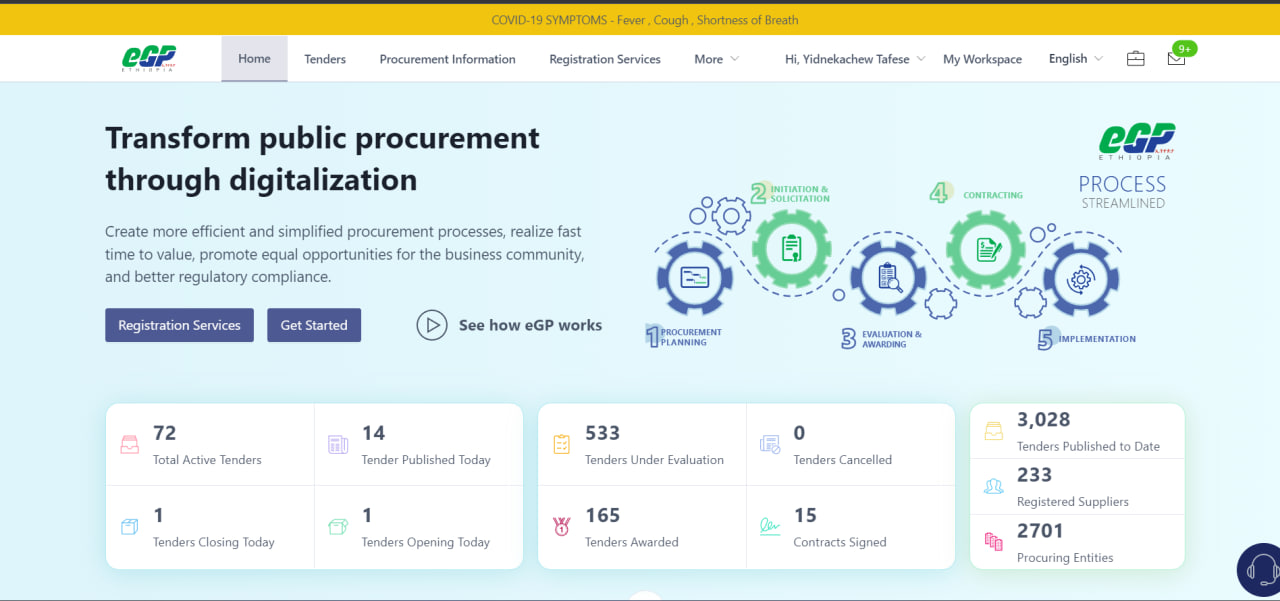 COVID-19 SYMPTOMS - Fever , Cough , Shortness of Breath
eGP
ETHIOPIA
Home
Tenders
Procurement Information
Registration Services
More
Hi, Yidnekachew Tafese
My Workspace
English
9+
Transform public procurement
through digitalization
Create more efficient and simplified procurement processes, realize fast
time to value, promote equal opportunities for the business community,
and better regulatory compliance.
Registration Services
Get Started
See how eGP works
eGP
ETHIOPIA
PROCESS
STREAMLINED
1 PROCUREMENT
PLANNING
2 INITIATION &
SOLICITATION
3 EVALUATION &
AWARDING
4 CONTRACTING
5 IMPLEMENTATION
72
Total Active Tenders
14
Tender Published Today
1
Tenders Closing Today
1
Tenders Opening Today
533
Tenders Under Evaluation
0
Tenders Cancelled
165
Tenders Awarded
15
Contracts Signed
3,028
Tenders Published to Date
233
Registered Suppliers
2701
Procuring Entities